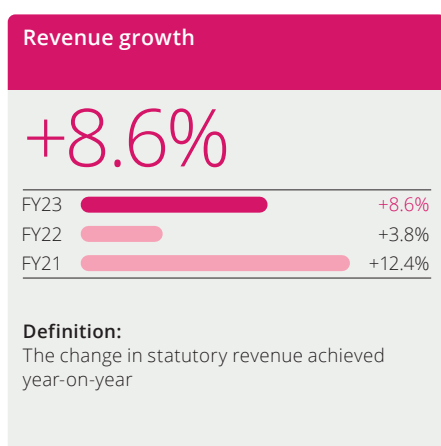 Revenue growth
+8.6%
FY23 +8.6%
FY22 +3.8%
FY21 +12.4%
Definition:
The change in statutory revenue achieved
year-on-year